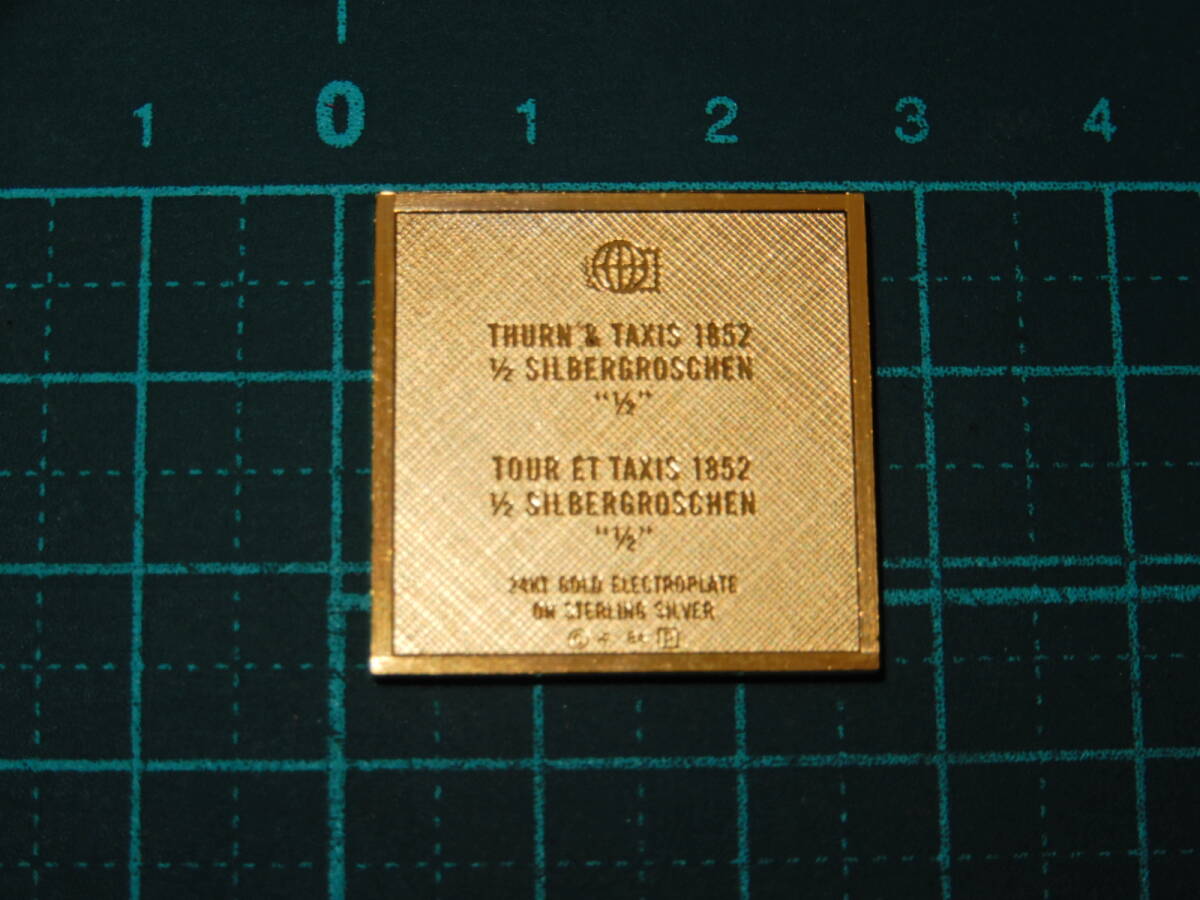 1 0 1 2 3 4
THURN & TAXIS 1852
½ SILBERGROSCHEN
“½”
TOUR ET TAXIS 1852
½ SILBERGROSCHEN
“½”
24KT GOLD ELECTROPLATE
ON STERLING SILVER